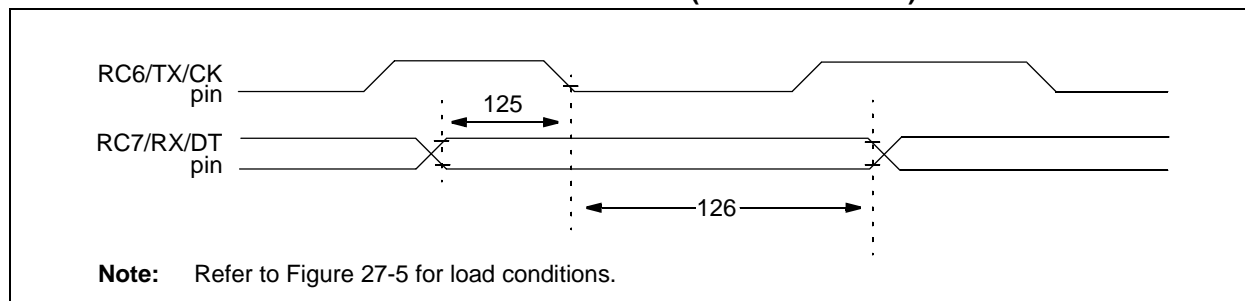 RC6/TX/CK
pin
125
RC7/RX/DT
pin
126
Note: Refer to Figure 27-5 for load conditions.